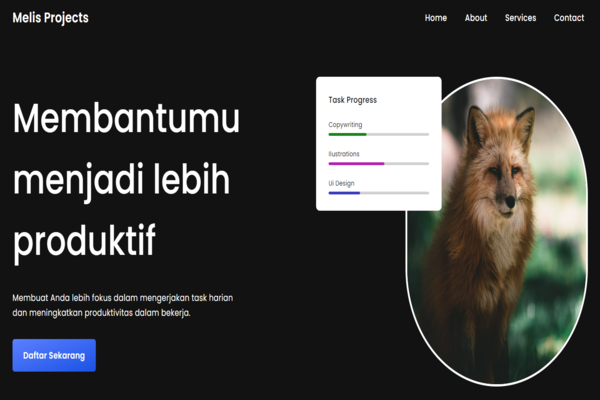 Melis Projects
Home About Services Contact
Membantumu
menjadi lebih
produktif
Membuat Anda lebih fokus dalam mengerjakan task harian
dan meningkatkan produktivitas dalam bekerja.
Daftar Sekarang
Task Progress
Copywriting
Ilustrations
Ui Design